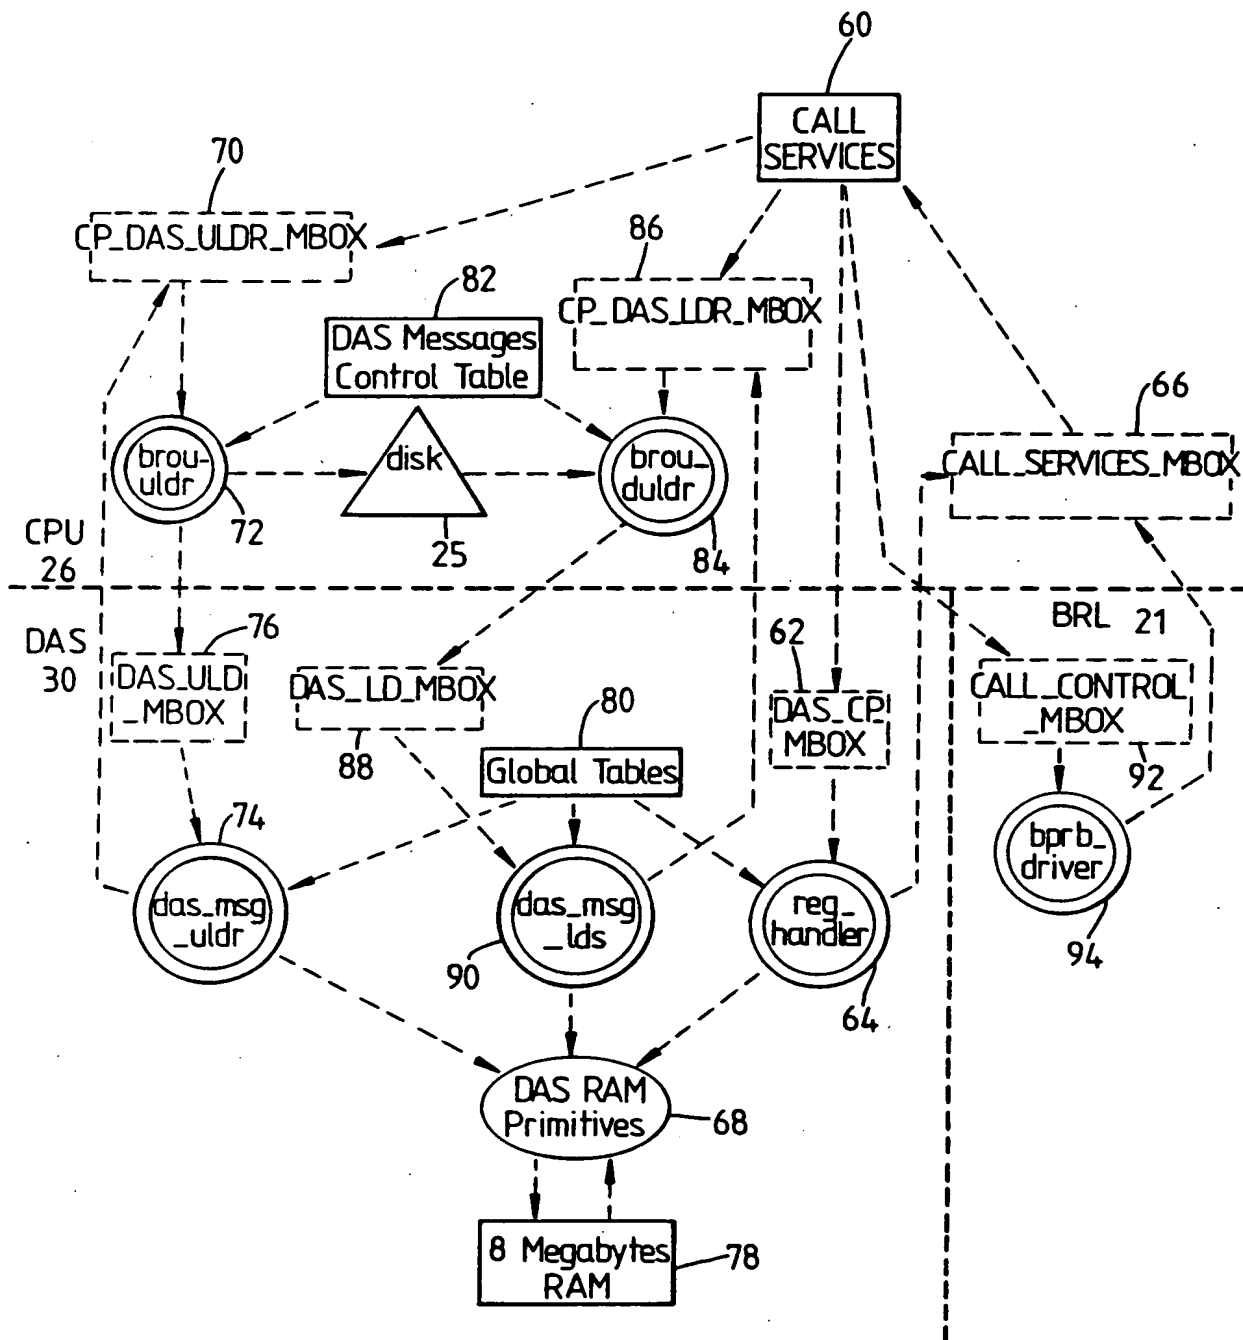 60
CALL
SERVICES
70
CP_DAS_ULDR_MBOX
86
CP_DAS_LDR_MBOX
82
DAS Messages
Control Table
66
CALL_SERVICES_MBOX
brou-
uldr
72
disk
25
brou_
duldr
84
CPU
26
DAS
30
BRL 21
76
DAS_ULD
_MBOX
DAS_LD_MBOX
88
62
DAS_CP_
MBOX
CALL_CONTROL
_MBOX
92
80
Global Tables
74
das_msg
_uldr
das_msg
_lds
90
reg_
handler
64
bprb_
driver
94
DAS RAM
Primitives
68
8 Megabytes
RAM
78